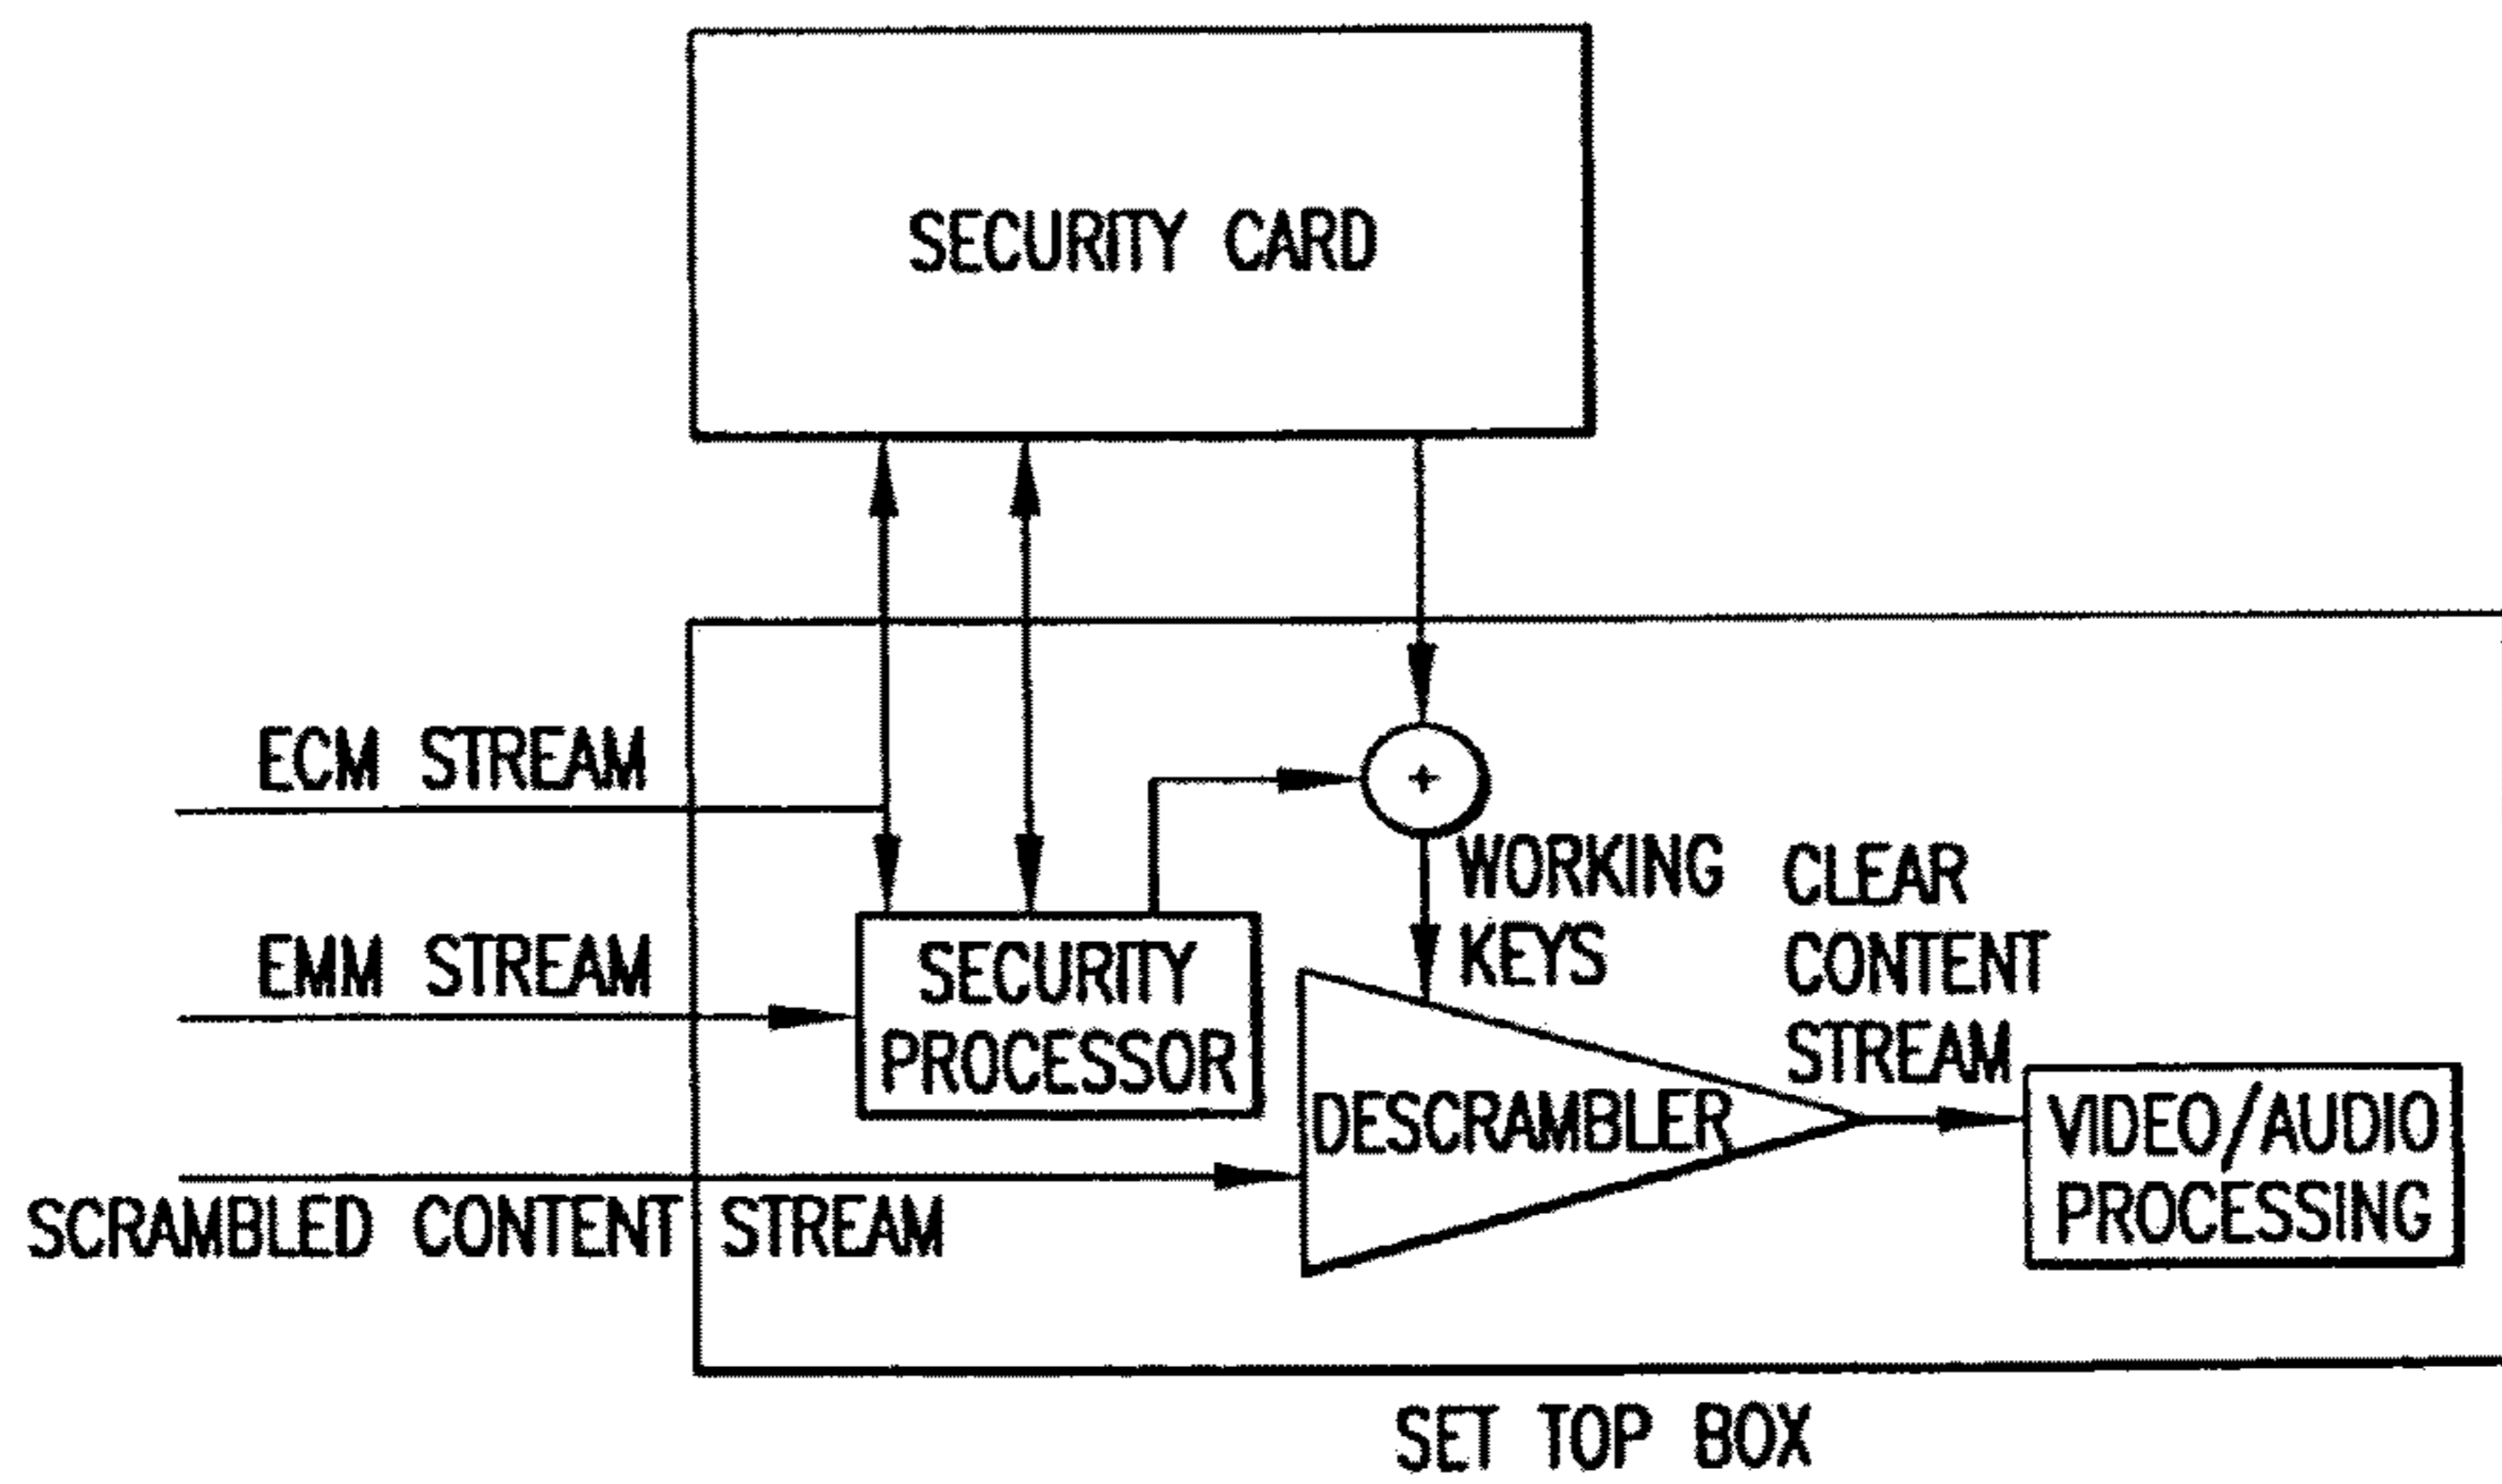 SECURITY CARD
ECM STREAM
EMM STREAM
SECURITY
PROCESSOR
+
WORKING
KEYS
CLEAR
CONTENT
STREAM
DESCRAMBLER
VIDEO/AUDIO
PROCESSING
SCRAMBLED CONTENT STREAM
SET TOP BOX